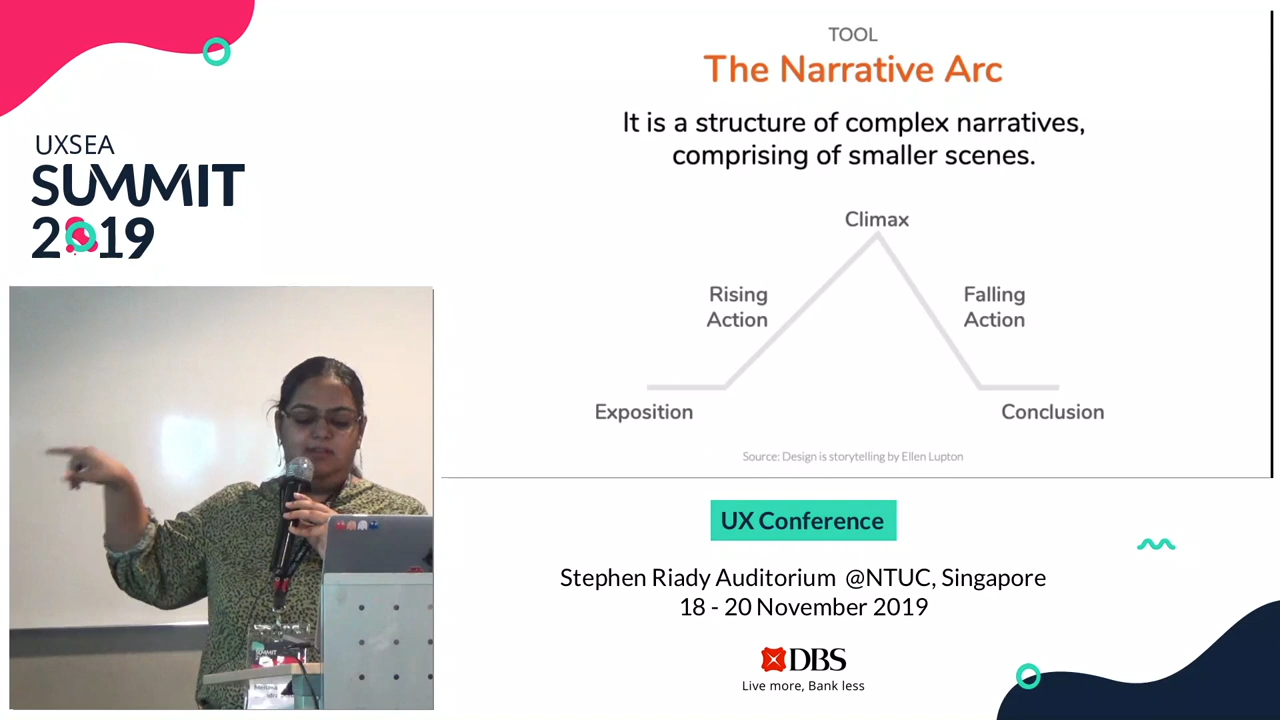 UXSEA
SUMMIT
2019
TOOL
The Narrative Arc
It is a structure of complex narratives,
comprising of smaller scenes.
Climax
Rising
Action
Falling
Action
Exposition
Conclusion
Source: Design is storytelling by Ellen Lupton
UX Conference
Stephen Riady Auditorium @NTUC, Singapore
18 - 20 November 2019
DBS
Live more, Bank less
SUMMIT